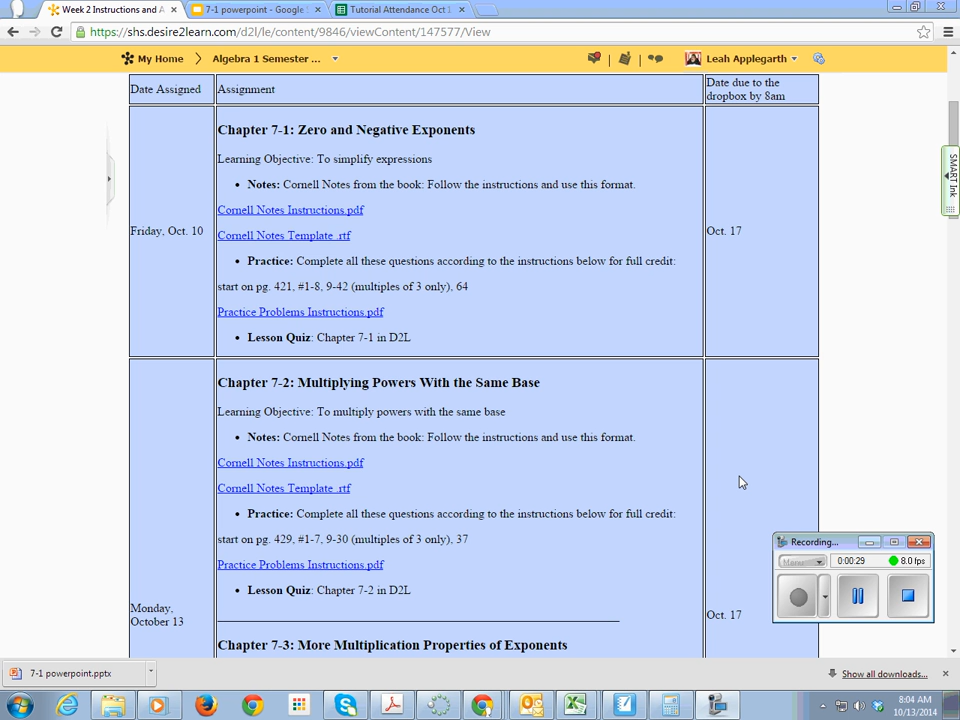 Week 2 Instructions and A
7-1 powerpoint - Google
Tutorial Attendance Oct 1
https://shs.desire2learn.com/d2l/le/content/9846/viewContent/147577/View
My Home
Algebra 1 Semester ...
Leah Applegarth
Date Assigned
Assignment
Date due to the
dropbox by 8am
Chapter 7-1: Zero and Negative Exponents
Learning Objective: To simplify expressions
• Notes: Cornell Notes from the book: Follow the instructions and use this format.
Cornell Notes Instructions.pdf
Friday, Oct. 10
Oct. 17
Cornell Notes Template .rtf
• Practice: Complete all these questions according to the instructions below for full credit:
start on pg. 421, #1-8, 9-42 (multiples of 3 only), 64
Practice Problems Instructions.pdf
• Lesson Quiz: Chapter 7-1 in D2L
Chapter 7-2: Multiplying Powers With the Same Base
Learning Objective: To multiply powers with the same base
• Notes: Cornell Notes from the book: Follow the instructions and use this format.
Cornell Notes Instructions.pdf
Cornell Notes Template .rtf
• Practice: Complete all these questions according to the instructions below for full credit:
start on pg. 429, #1-7, 9-30 (multiples of 3 only), 37
Practice Problems Instructions.pdf
• Lesson Quiz: Chapter 7-2 in D2L
Monday,
October 13
Oct. 17
Chapter 7-3: More Multiplication Properties of Exponents
SMART Ink
Recording...
Menu
0:00:29
8.0 fps
7-1 powerpoint.pptx
Show all downloads...
8:04 AM
10/13/2014